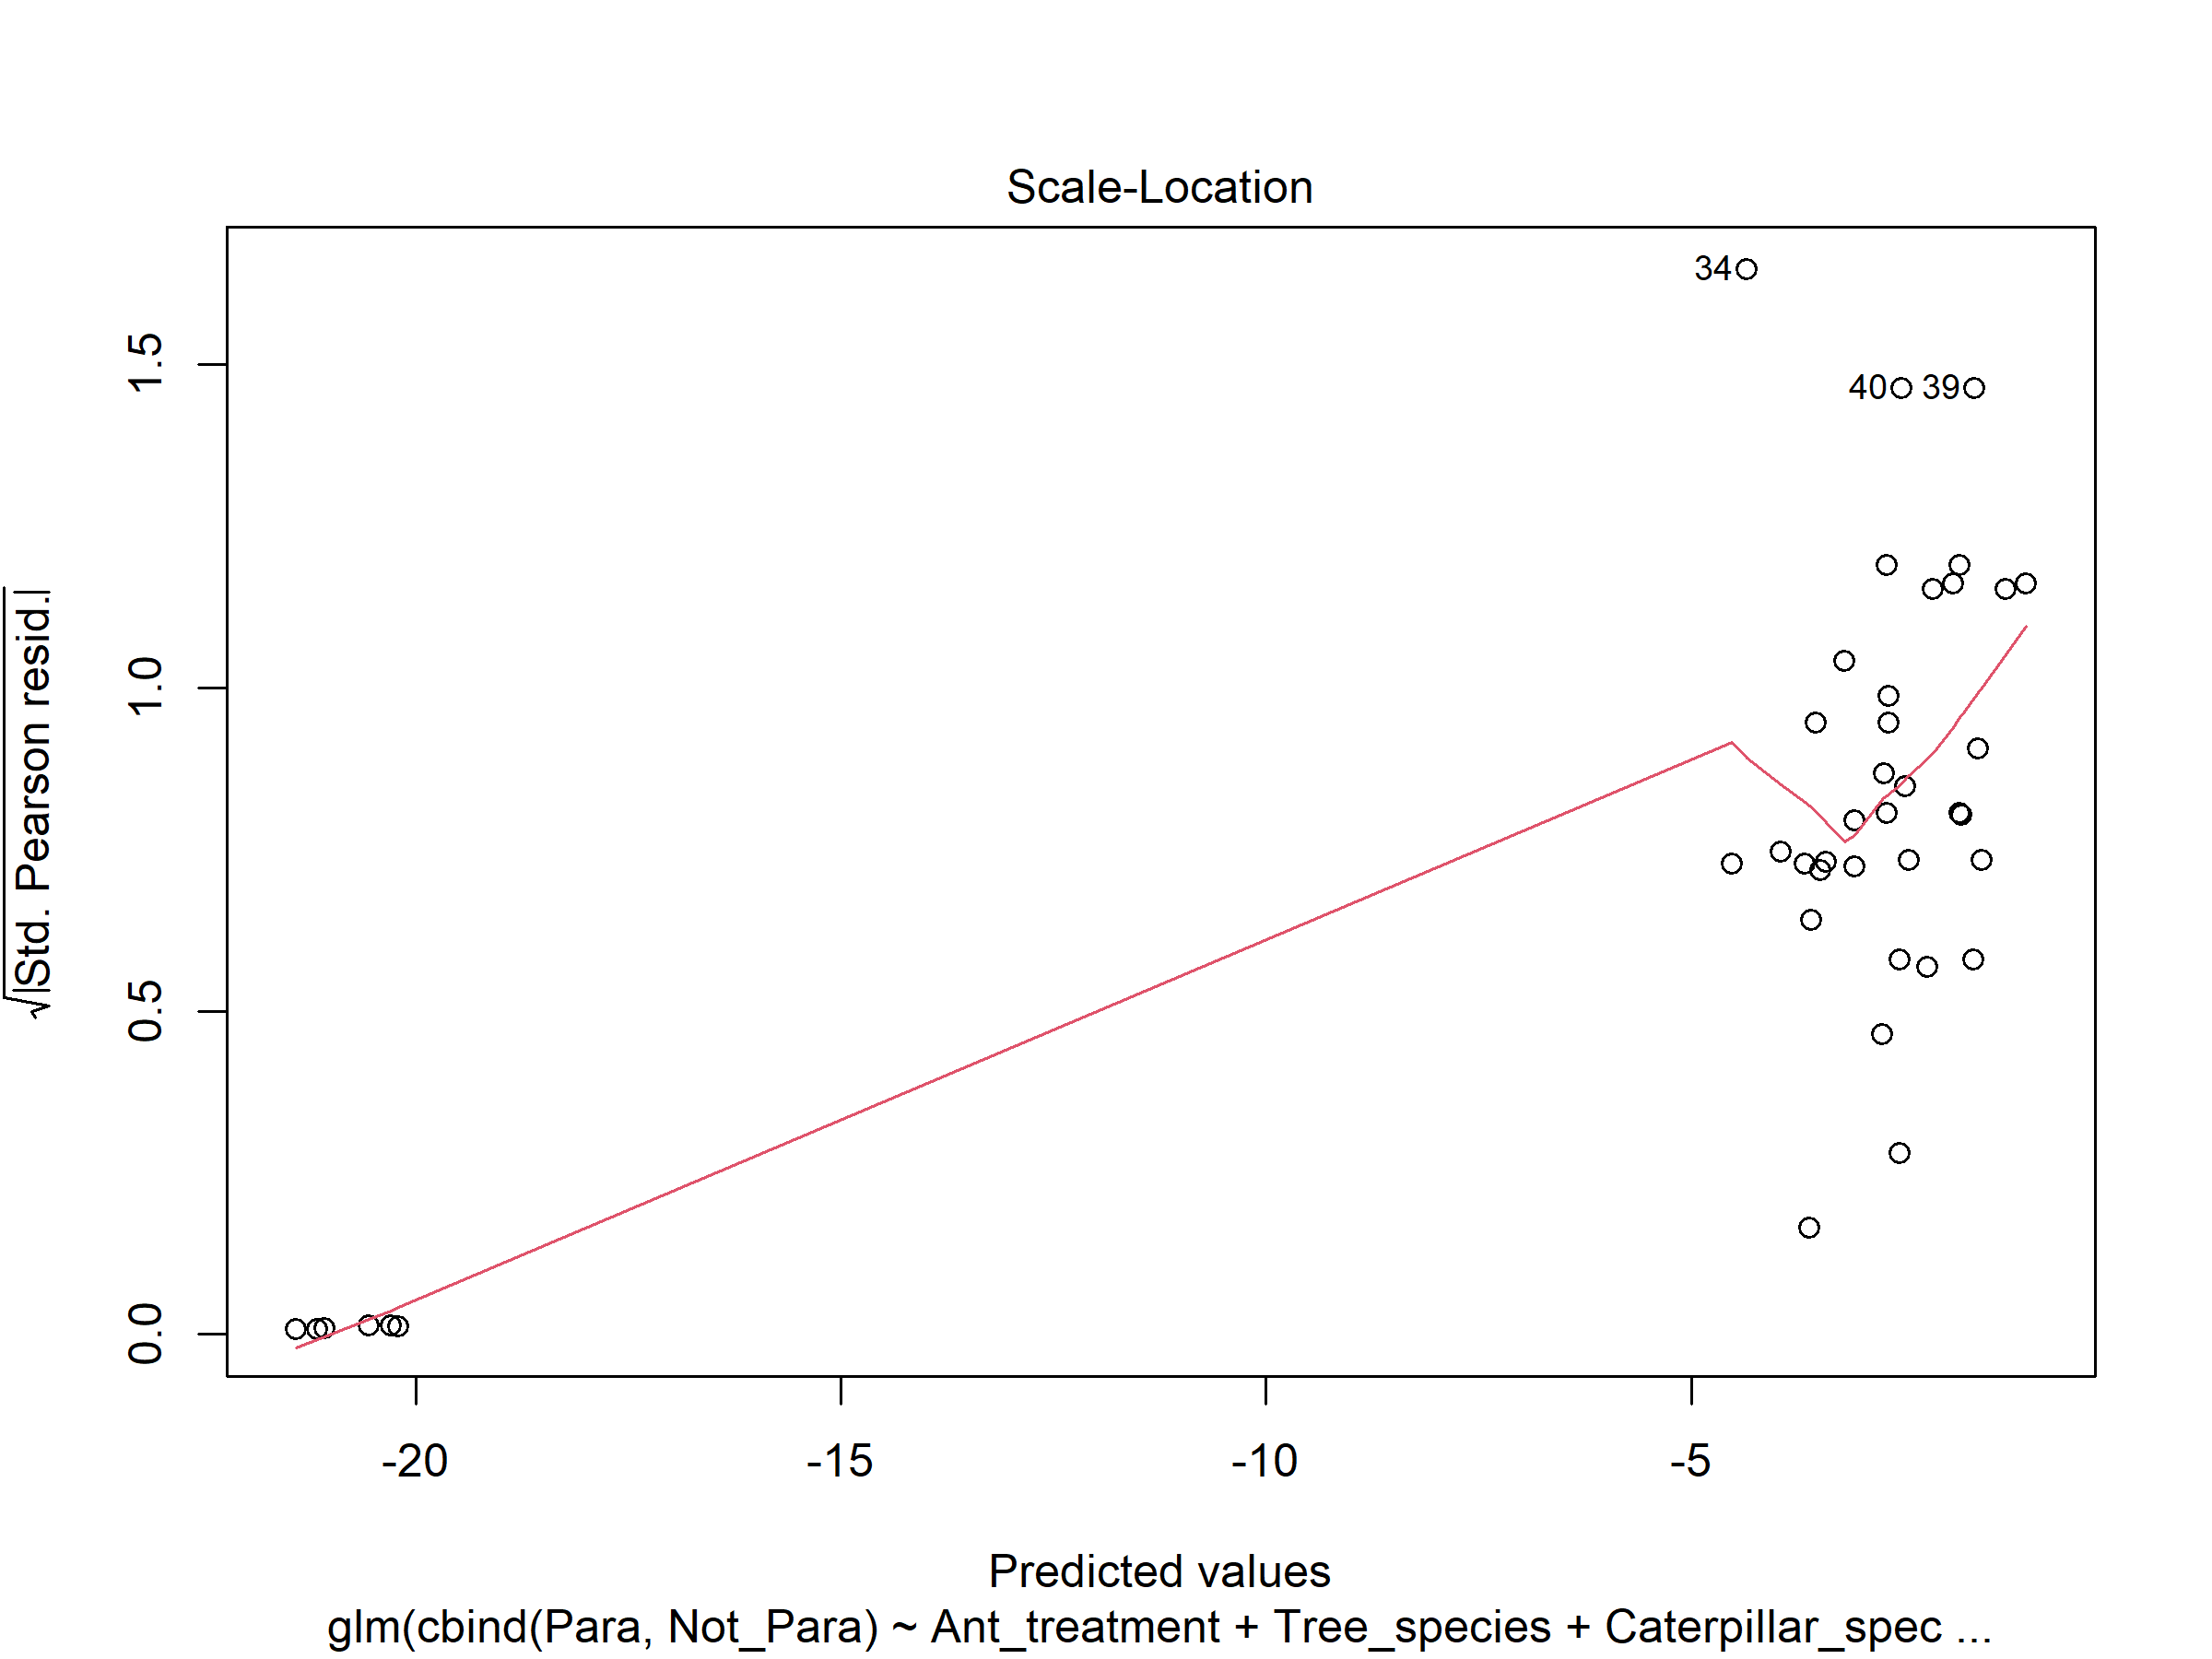 Scale-Location
34
40 39
1.5
1.0
0.5
0.0
√|Std. Pearson resid.|
-20 -15 -10 -5
Predicted values
glm(cbind(Para, Not_Para) ~ Ant_treatment + Tree_species + Caterpillar_spec ...